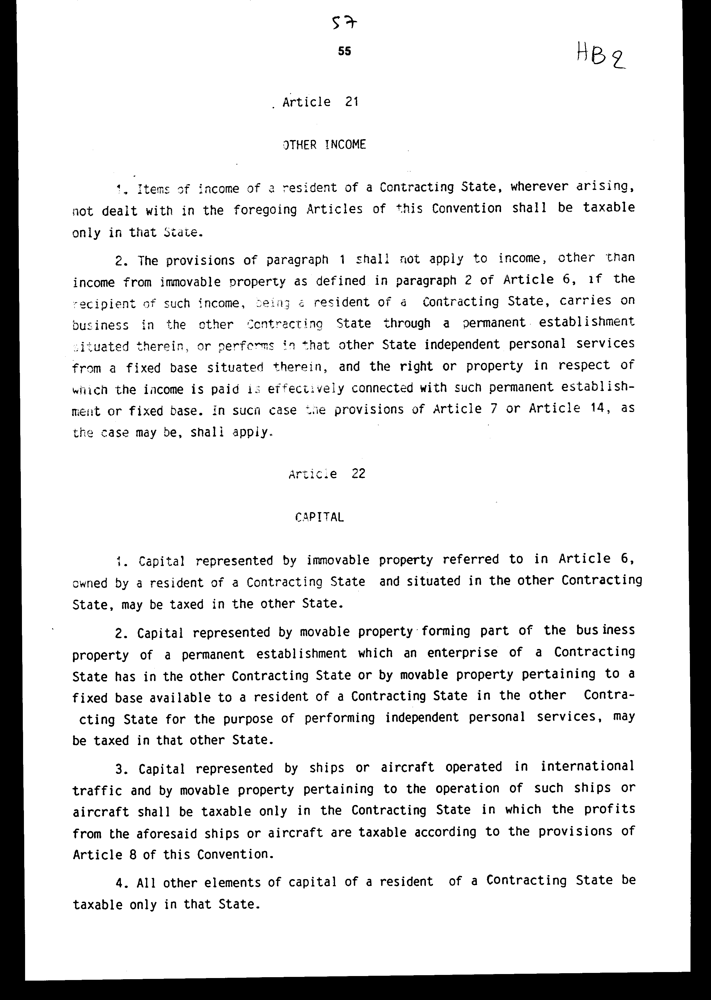 57
55
HB 2
Article 21
OTHER INCOME
1. Items of income of a resident of a Contracting State, wherever arising,
not dealt with in the foregoing Articles of this Convention shall be taxable
only in that State.
2. The provisions of paragraph 1 shall not apply to income, other than
income from immovable property as defined in paragraph 2 of Article 6, if the
recipient of such income, being a resident of a Contracting State, carries on
business in the other Contracting State through a permanent establishment
situated therein, or performs in that other State independent personal services
from a fixed base situated therein, and the right or property in respect of
which the income is paid is effectively connected with such permanent establish-
ment or fixed base. In such case the provisions of Article 7 or Article 14, as
the case may be, shall apply.
Article 22
CAPITAL
1. Capital represented by immovable property referred to in Article 6,
owned by a resident of a Contracting State and situated in the other Contracting
State, may be taxed in the other State.
2. Capital represented by movable property forming part of the bus iness
property of a permanent establishment which an enterprise of a Contracting
State has in the other Contracting State or by movable property pertaining to a
fixed base available to a resident of a Contracting State in the other Contra-
cting State for the purpose of performing independent personal services, may
be taxed in that other State.
3. Capital represented by ships or aircraft operated in international
traffic and by movable property pertaining to the operation of such ships or
aircraft shall be taxable only in the Contracting State in which the profits
from the aforesaid ships or aircraft are taxable according to the provisions of
Article 8 of this Convention.
4. All other elements of capital of a resident of a Contracting State be
taxable only in that State.